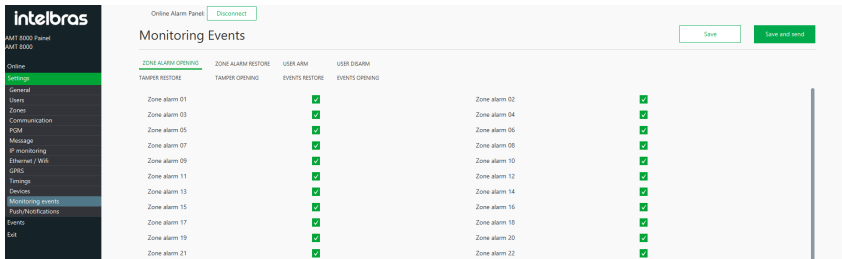 intelbras
AMT 8000 Painel
AMT 8000
Online
Settings
General
Users
Zones
Communication
PGM
Message
IP monitoring
Ethernet / Wifi
GPRS
Timings
Devices
Monitoring events
Push/Notifications
Events
Exit
Online Alarm Panel: Disconnect
Monitoring Events Save Save and send
ZONE ALARM OPENING ZONE ALARM RESTORE USER ARM USER DISARM
TAMPER RESTORE TAMPER OPENING EVENTS RESTORE EVENTS OPENING
Zone alarm 01 Zone alarm 02
Zone alarm 03 Zone alarm 04
Zone alarm 05 Zone alarm 06
Zone alarm 07 Zone alarm 08
Zone alarm 09 Zone alarm 10
Zone alarm 11 Zone alarm 12
Zone alarm 13 Zone alarm 14
Zone alarm 15 Zone alarm 16
Zone alarm 17 Zone alarm 18
Zone alarm 19 Zone alarm 20
Zone alarm 21 Zone alarm 22